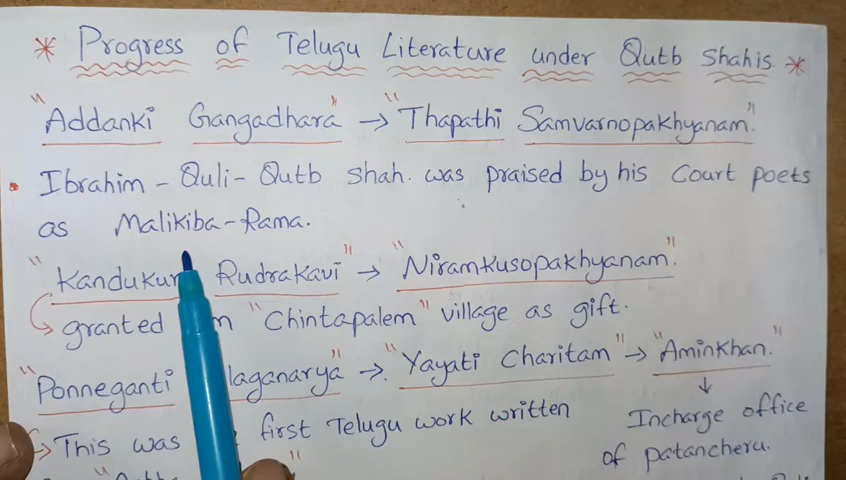 * Progress of Telugu Literature under Qutb Shahis *
"Addanki Gangadhara" → "Thapathi Samvarnopakhyanam."
• Ibrahim - Quli - Qutb Shah. was praised by his Court poets
as Malikiba-Rama.
Rudrakavi" → "Niramkusopakhyanam."
granted "Chintapalem" village as gift.
"Ponneganti → "Yayati Charitam" → "Aminkhan."
This was first Telugu work written
Incharge office
of patancheru.